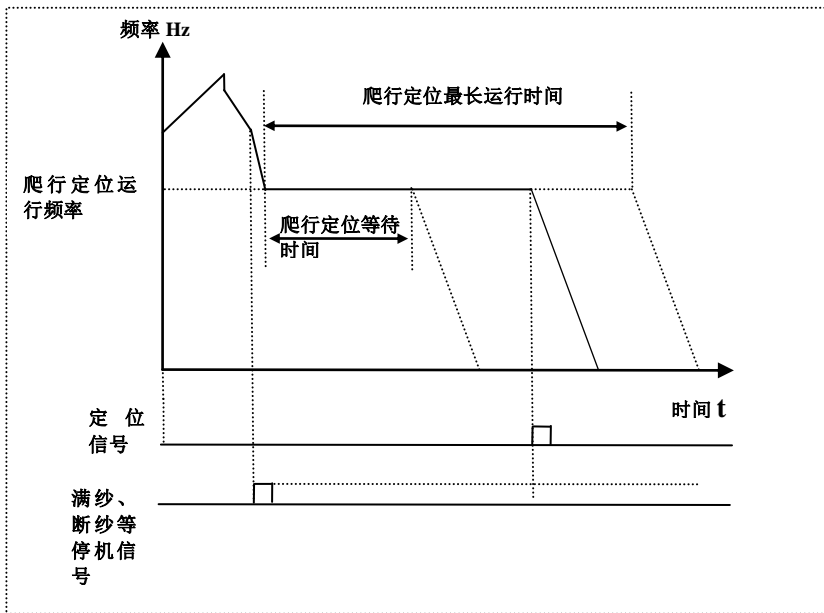 频率 Hz
爬行定位最长运行时间
爬行定位运
行频率
爬行定位等待
时间
时间 t
定 位
信号
满纱、
断纱等
停机信
号